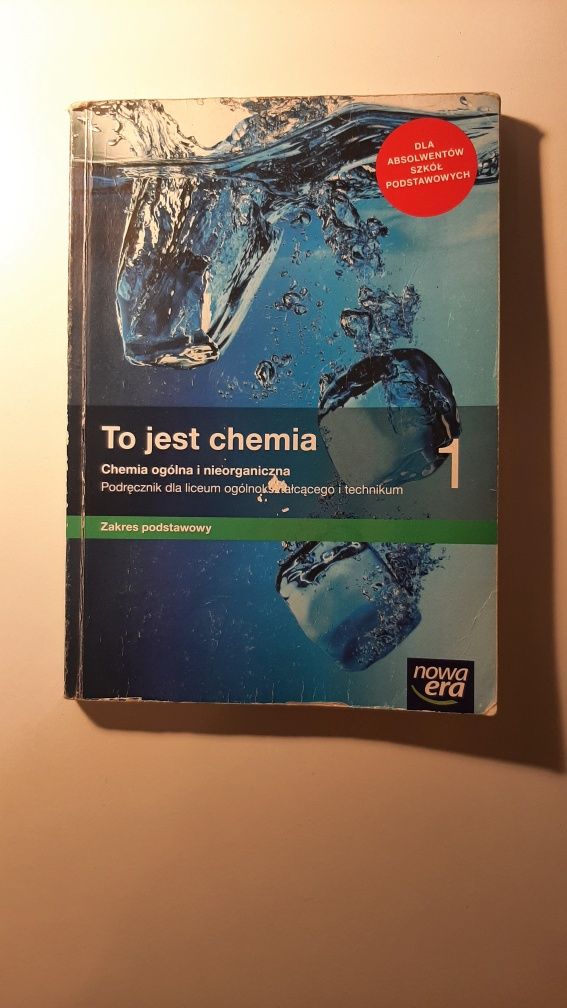 DLA
ABSOLWENTÓW
SZKÓŁ
PODSTAWOWYCH
To jest chemia
1
Chemia ogólna i nieorganiczna
Podręcznik dla liceum ogólnokształcącego i technikum
Zakres podstawowy
nowa
era